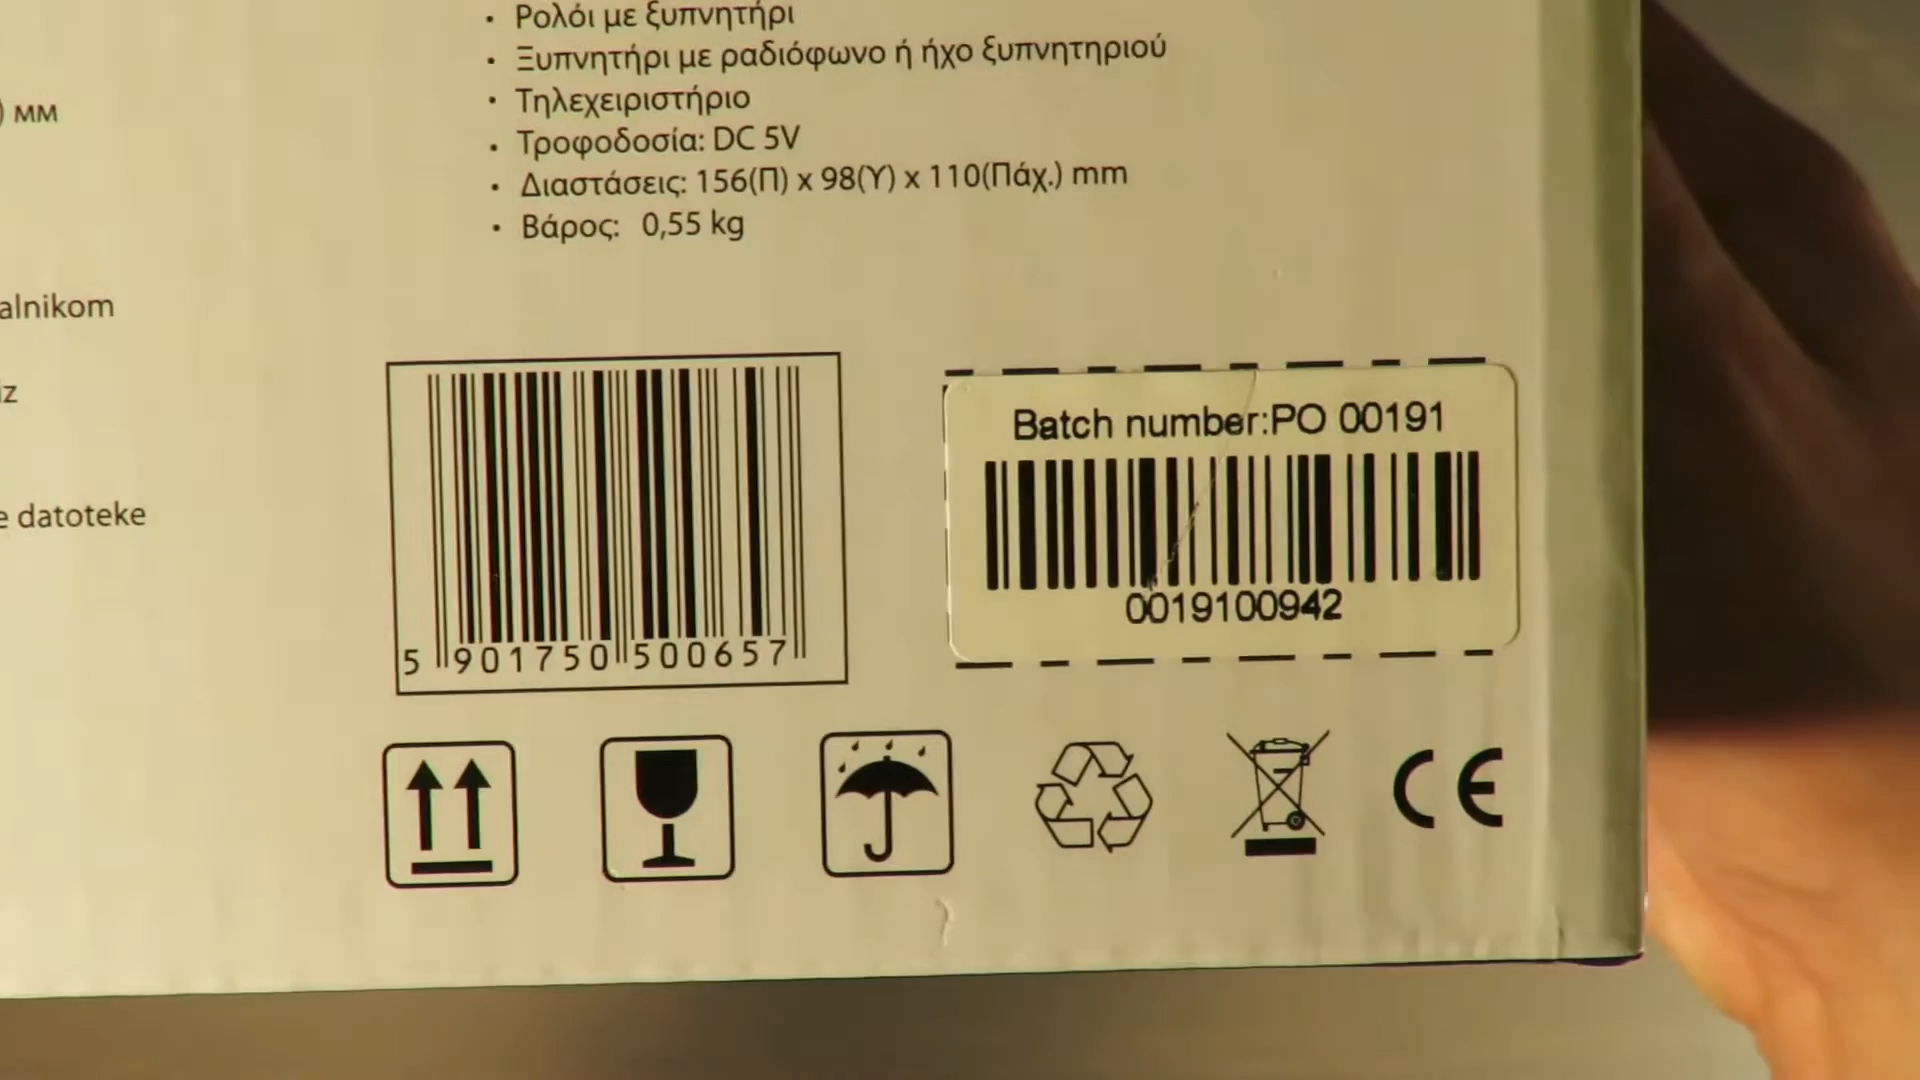 • Ρολόι με ξυπνητήρι
• Ξυπνητήρι με ραδιόφωνο ή ήχο ξυπνητηριού
• Τηλεχειριστήριο
• Τροφοδοσία: DC 5V
• Διαστάσεις: 156(Π) x 98(Υ) x 110(Πάχ.) mm
• Βάρος: 0,55 kg
) мм
alnikom
iz
e datoteke
5 901750 500657
Batch number:PO 00191
0019100942
CE